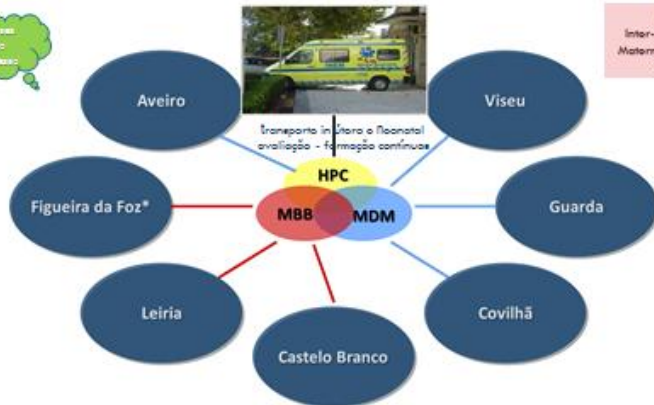 Inter-
Mater
Aveiro
Viseu
Transporte in Útero e Neonatal
avaliação - formação contínuas
HPC
Figueira da Foz*
MBB
MDM
Guarda
Leiria
Covilhã
Castelo Branco